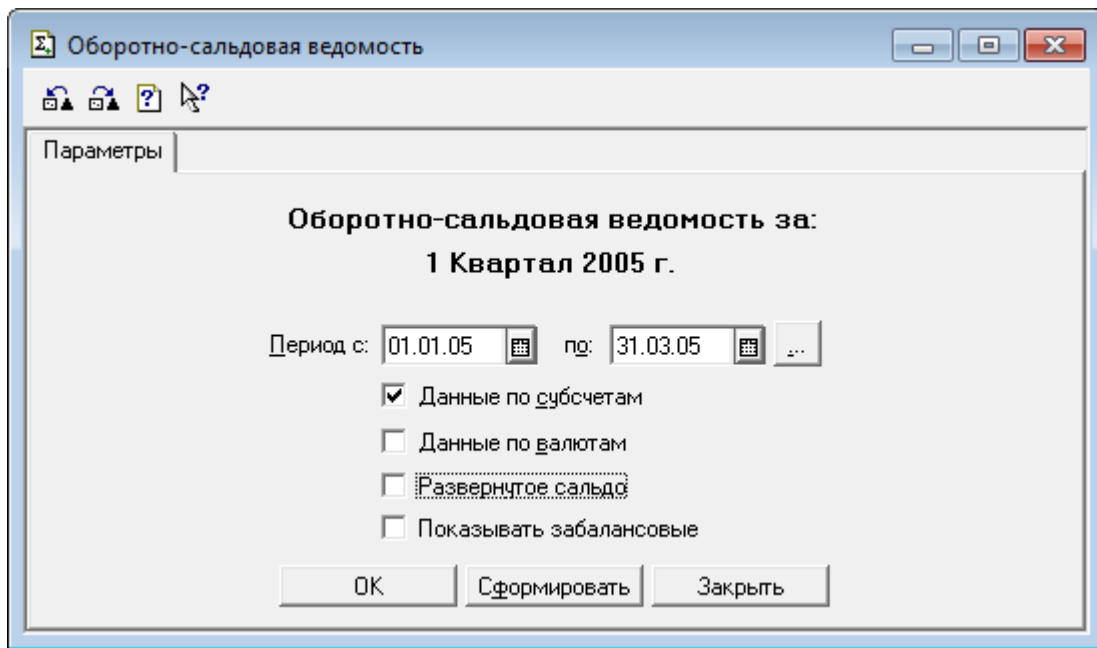 Оборотно-сальдовая ведомость
Параметры
Оборотно-сальдовая ведомость за:
1 Квартал 2005 г.
Период с: 01.01.05 по: 31.03.05 ...
Данные по субсчетам
Данные по валютам
Развернутое сальдо
Показывать забалансовые
OK Сформировать Закрыть